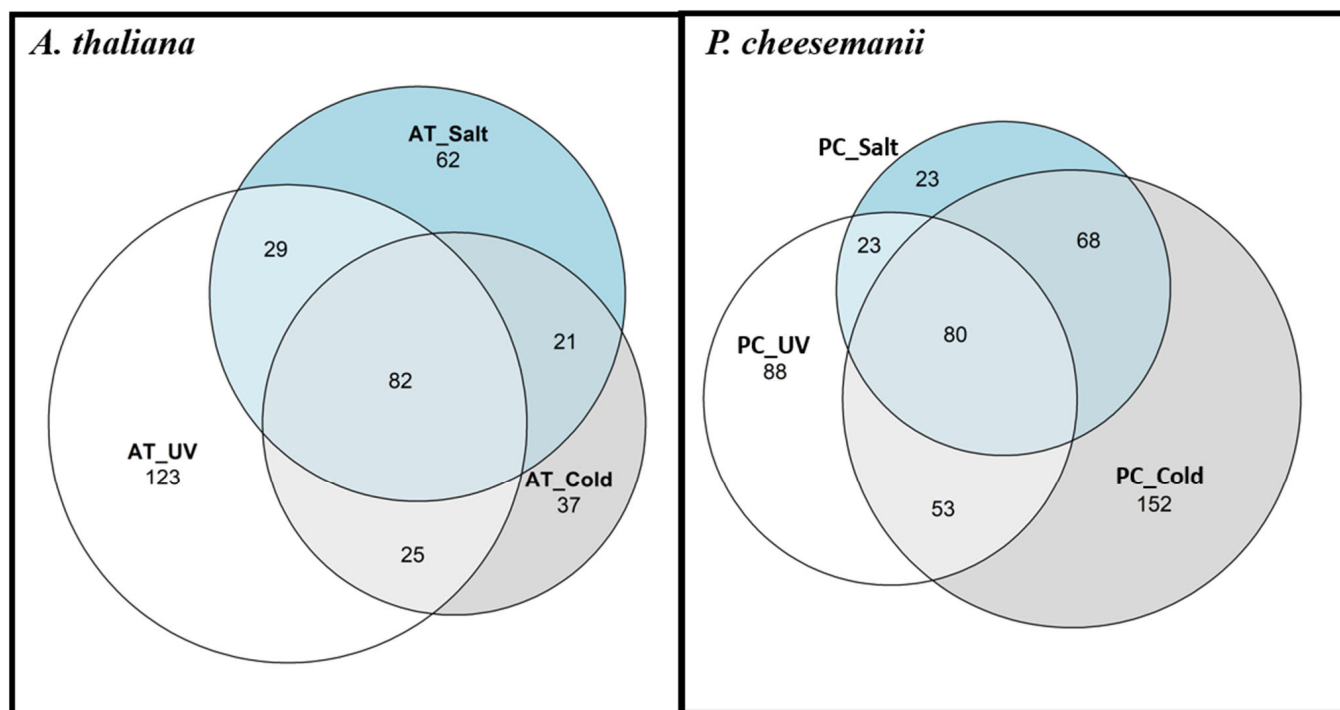 A. thaliana
AT_Salt
62
29
21
82
AT_UV
123
AT_Cold
37
25
P. cheesemanii
PC_Salt
23
23
68
80
PC_UV
88
PC_Cold
152
53